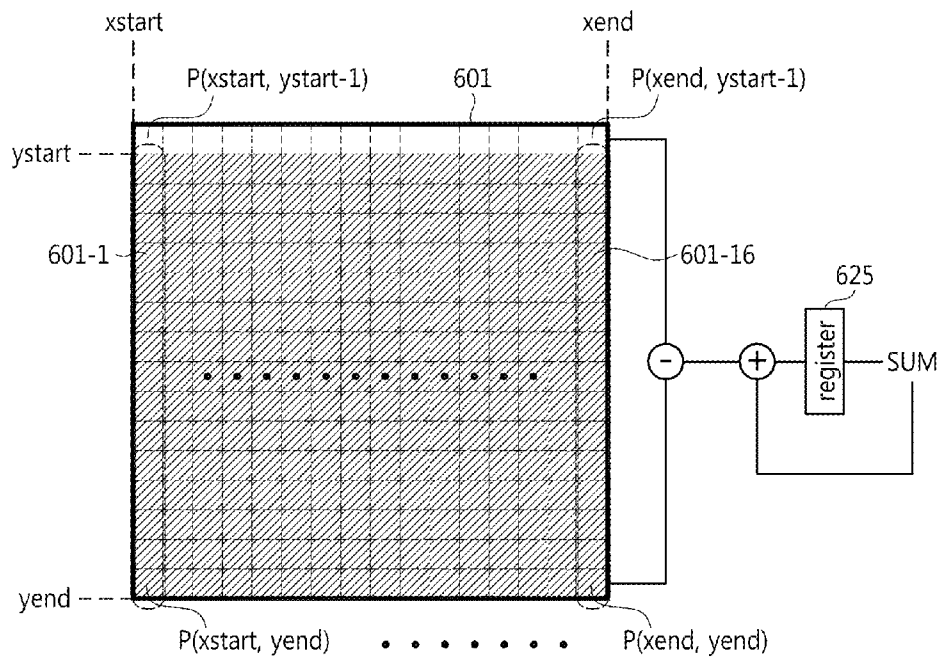 xstart
xend
P(xstart, ystart-1)
601
P(xend, ystart-1)
ystart
601-1
601-16
625
-
+
register
SUM
yend
P(xstart, yend)
P(xend, yend)